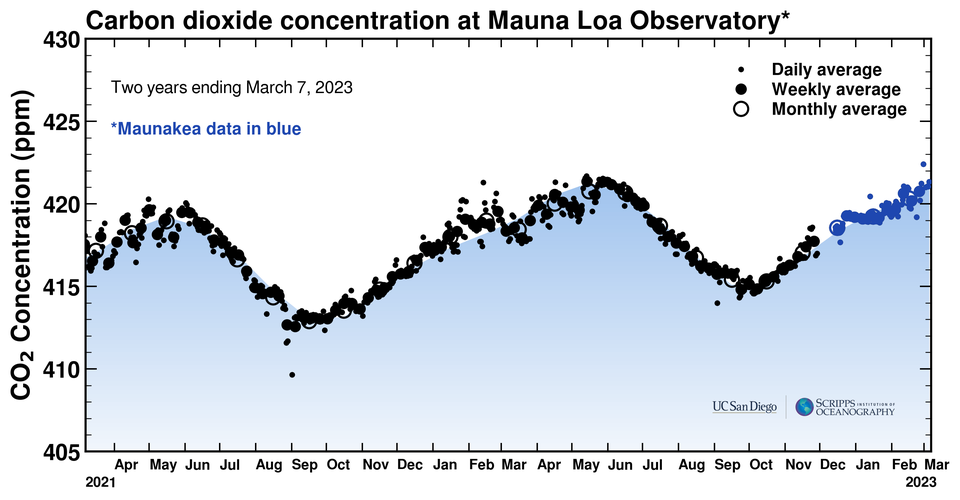 Carbon dioxide concentration at Mauna Loa Observatory*
430
425
420
415
410
405
CO2 Concentration (ppm)
Two years ending March 7, 2023
*Maunakea data in blue
Daily average
Weekly average
Monthly average
UC San Diego
SCRIPPS INSTITUTION OF
OCEANOGRAPHY
Apr May Jun Jul Aug Sep Oct Nov Dec Jan Feb Mar Apr May Jun Jul Aug Sep Oct Nov Dec Jan Feb Mar
2021 2023